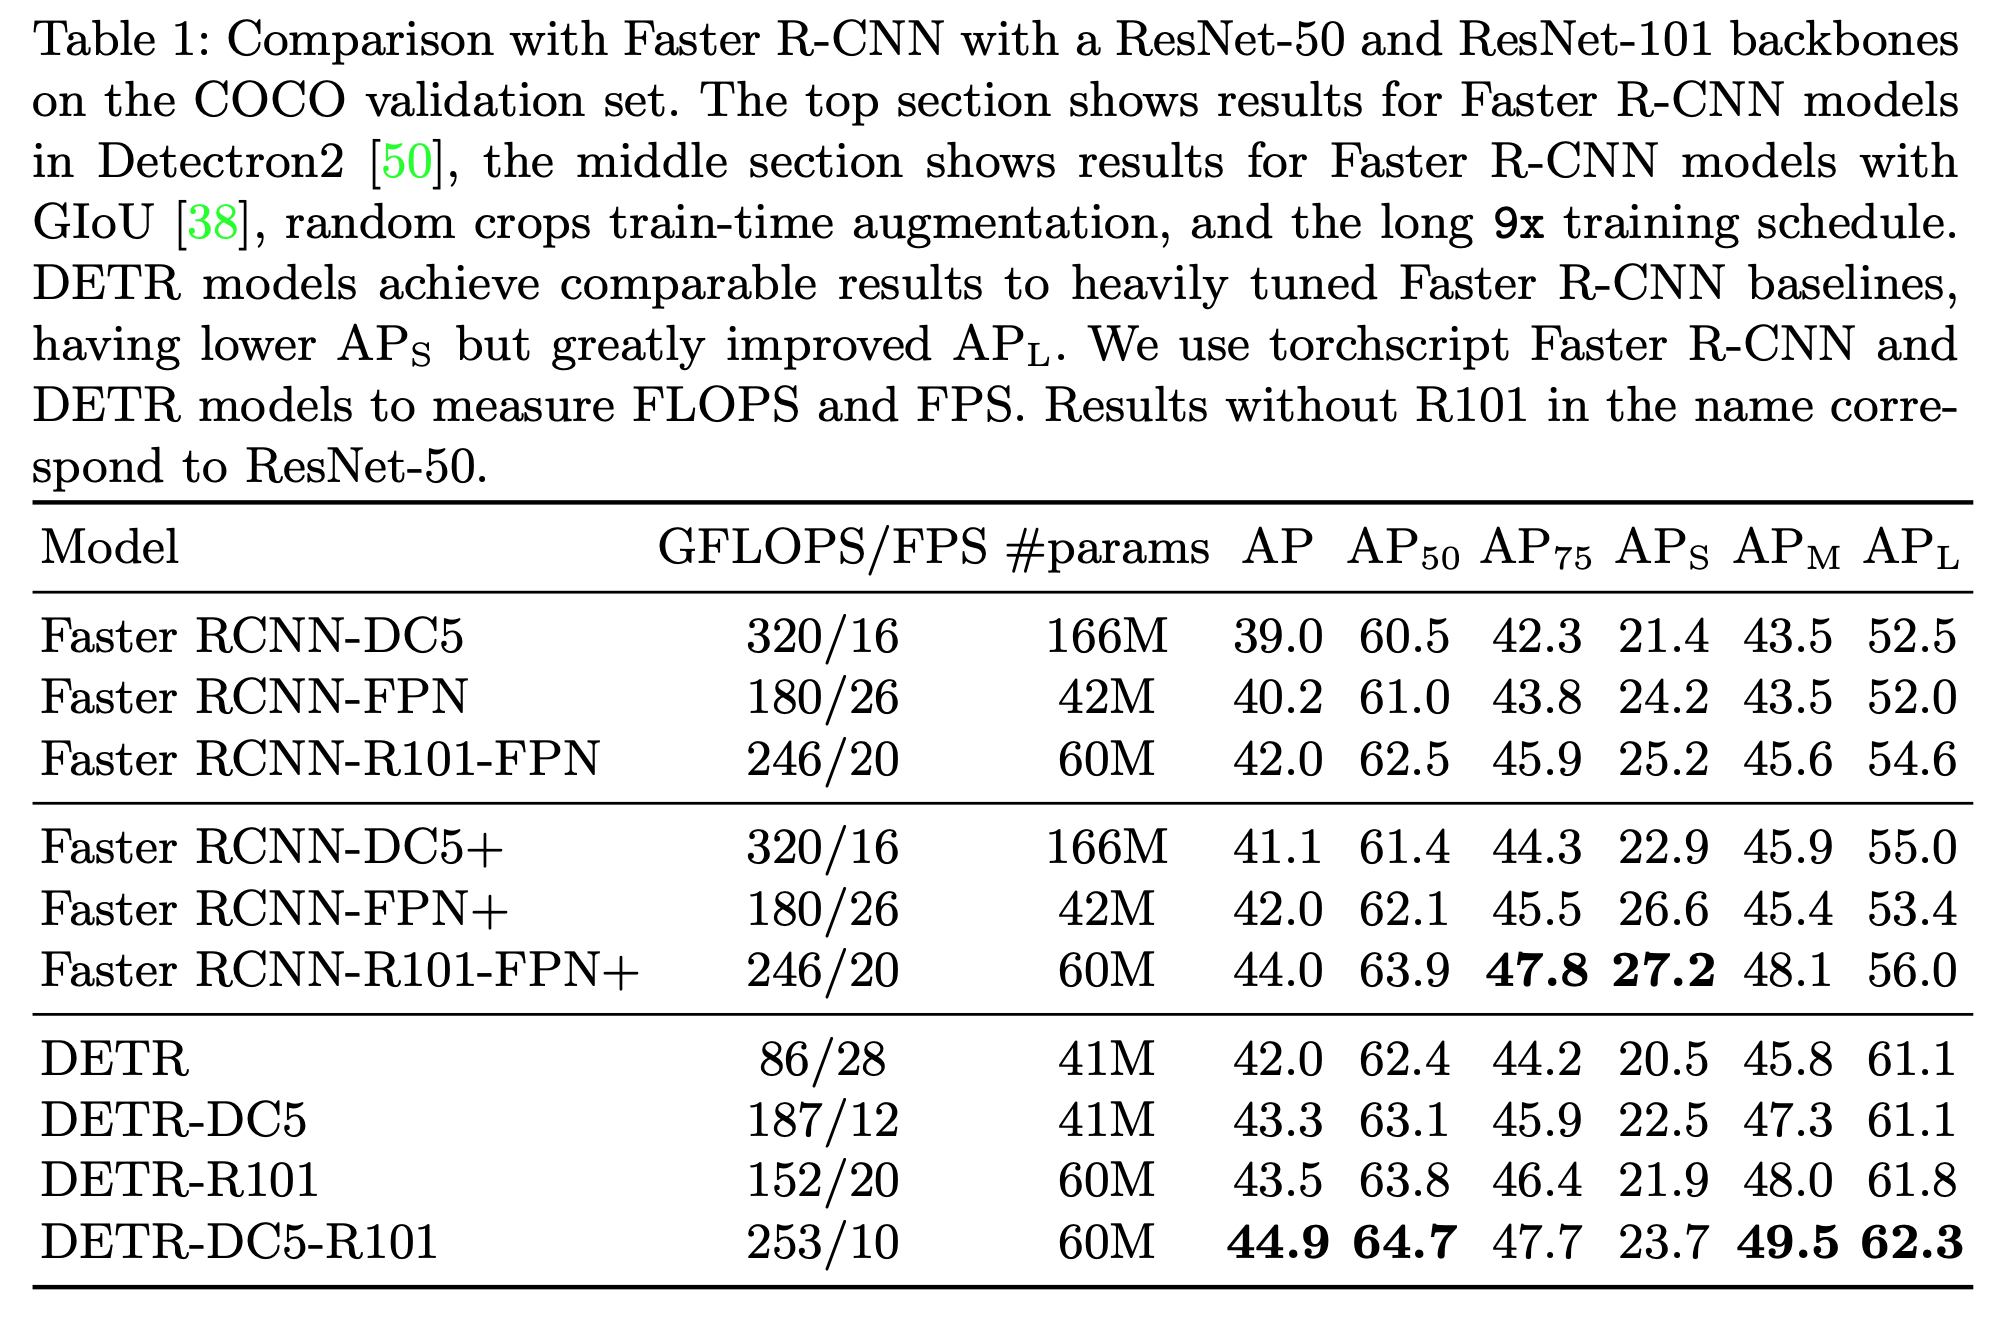 Table 1: Comparison with Faster R-CNN with a ResNet-50 and ResNet-101 backbones
on the COCO validation set. The top section shows results for Faster R-CNN models
in Detectron2 [50], the middle section shows results for Faster R-CNN models with
GIoU [38], random crops train-time augmentation, and the long 9x training schedule.
DETR models achieve comparable results to heavily tuned Faster R-CNN baselines,
having lower APS but greatly improved APL. We use torchscript Faster R-CNN and
DETR models to measure FLOPS and FPS. Results without R101 in the name corre-
spond to ResNet-50.
Model GFLOPS/FPS #params AP AP50 AP75 APS APM APL
Faster RCNN-DC5 320/16 166M 39.0 60.5 42.3 21.4 43.5 52.5
Faster RCNN-FPN 180/26 42M 40.2 61.0 43.8 24.2 43.5 52.0
Faster RCNN-R101-FPN 246/20 60M 42.0 62.5 45.9 25.2 45.6 54.6
Faster RCNN-DC5+ 320/16 166M 41.1 61.4 44.3 22.9 45.9 55.0
Faster RCNN-FPN+ 180/26 42M 42.0 62.1 45.5 26.6 45.4 53.4
Faster RCNN-R101-FPN+ 246/20 60M 44.0 63.9 47.8 27.2 48.1 56.0
DETR 86/28 41M 42.0 62.4 44.2 20.5 45.8 61.1
DETR-DC5 187/12 41M 43.3 63.1 45.9 22.5 47.3 61.1
DETR-R101 152/20 60M 43.5 63.8 46.4 21.9 48.0 61.8
DETR-DC5-R101 253/10 60M 44.9 64.7 47.7 23.7 49.5 62.3